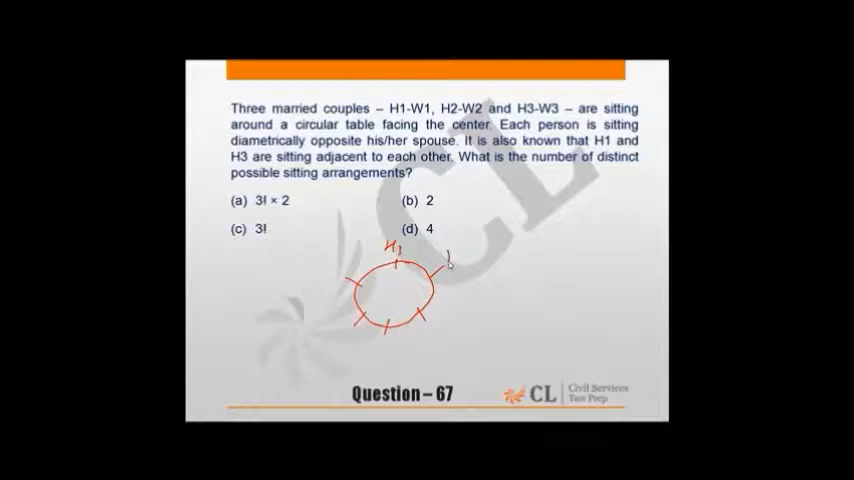 Three married couples – H1-W1, H2-W2 and H3-W3 – are sitting
around a circular table facing the center. Each person is sitting
diametrically opposite his/her spouse. It is also known that H1 and
H3 are sitting adjacent to each other. What is the number of distinct
possible sitting arrangements?
(a) 3! × 2 (b) 2
(c) 3! (d) 4
CL
Question – 67
CL Civil Services
Test Prep